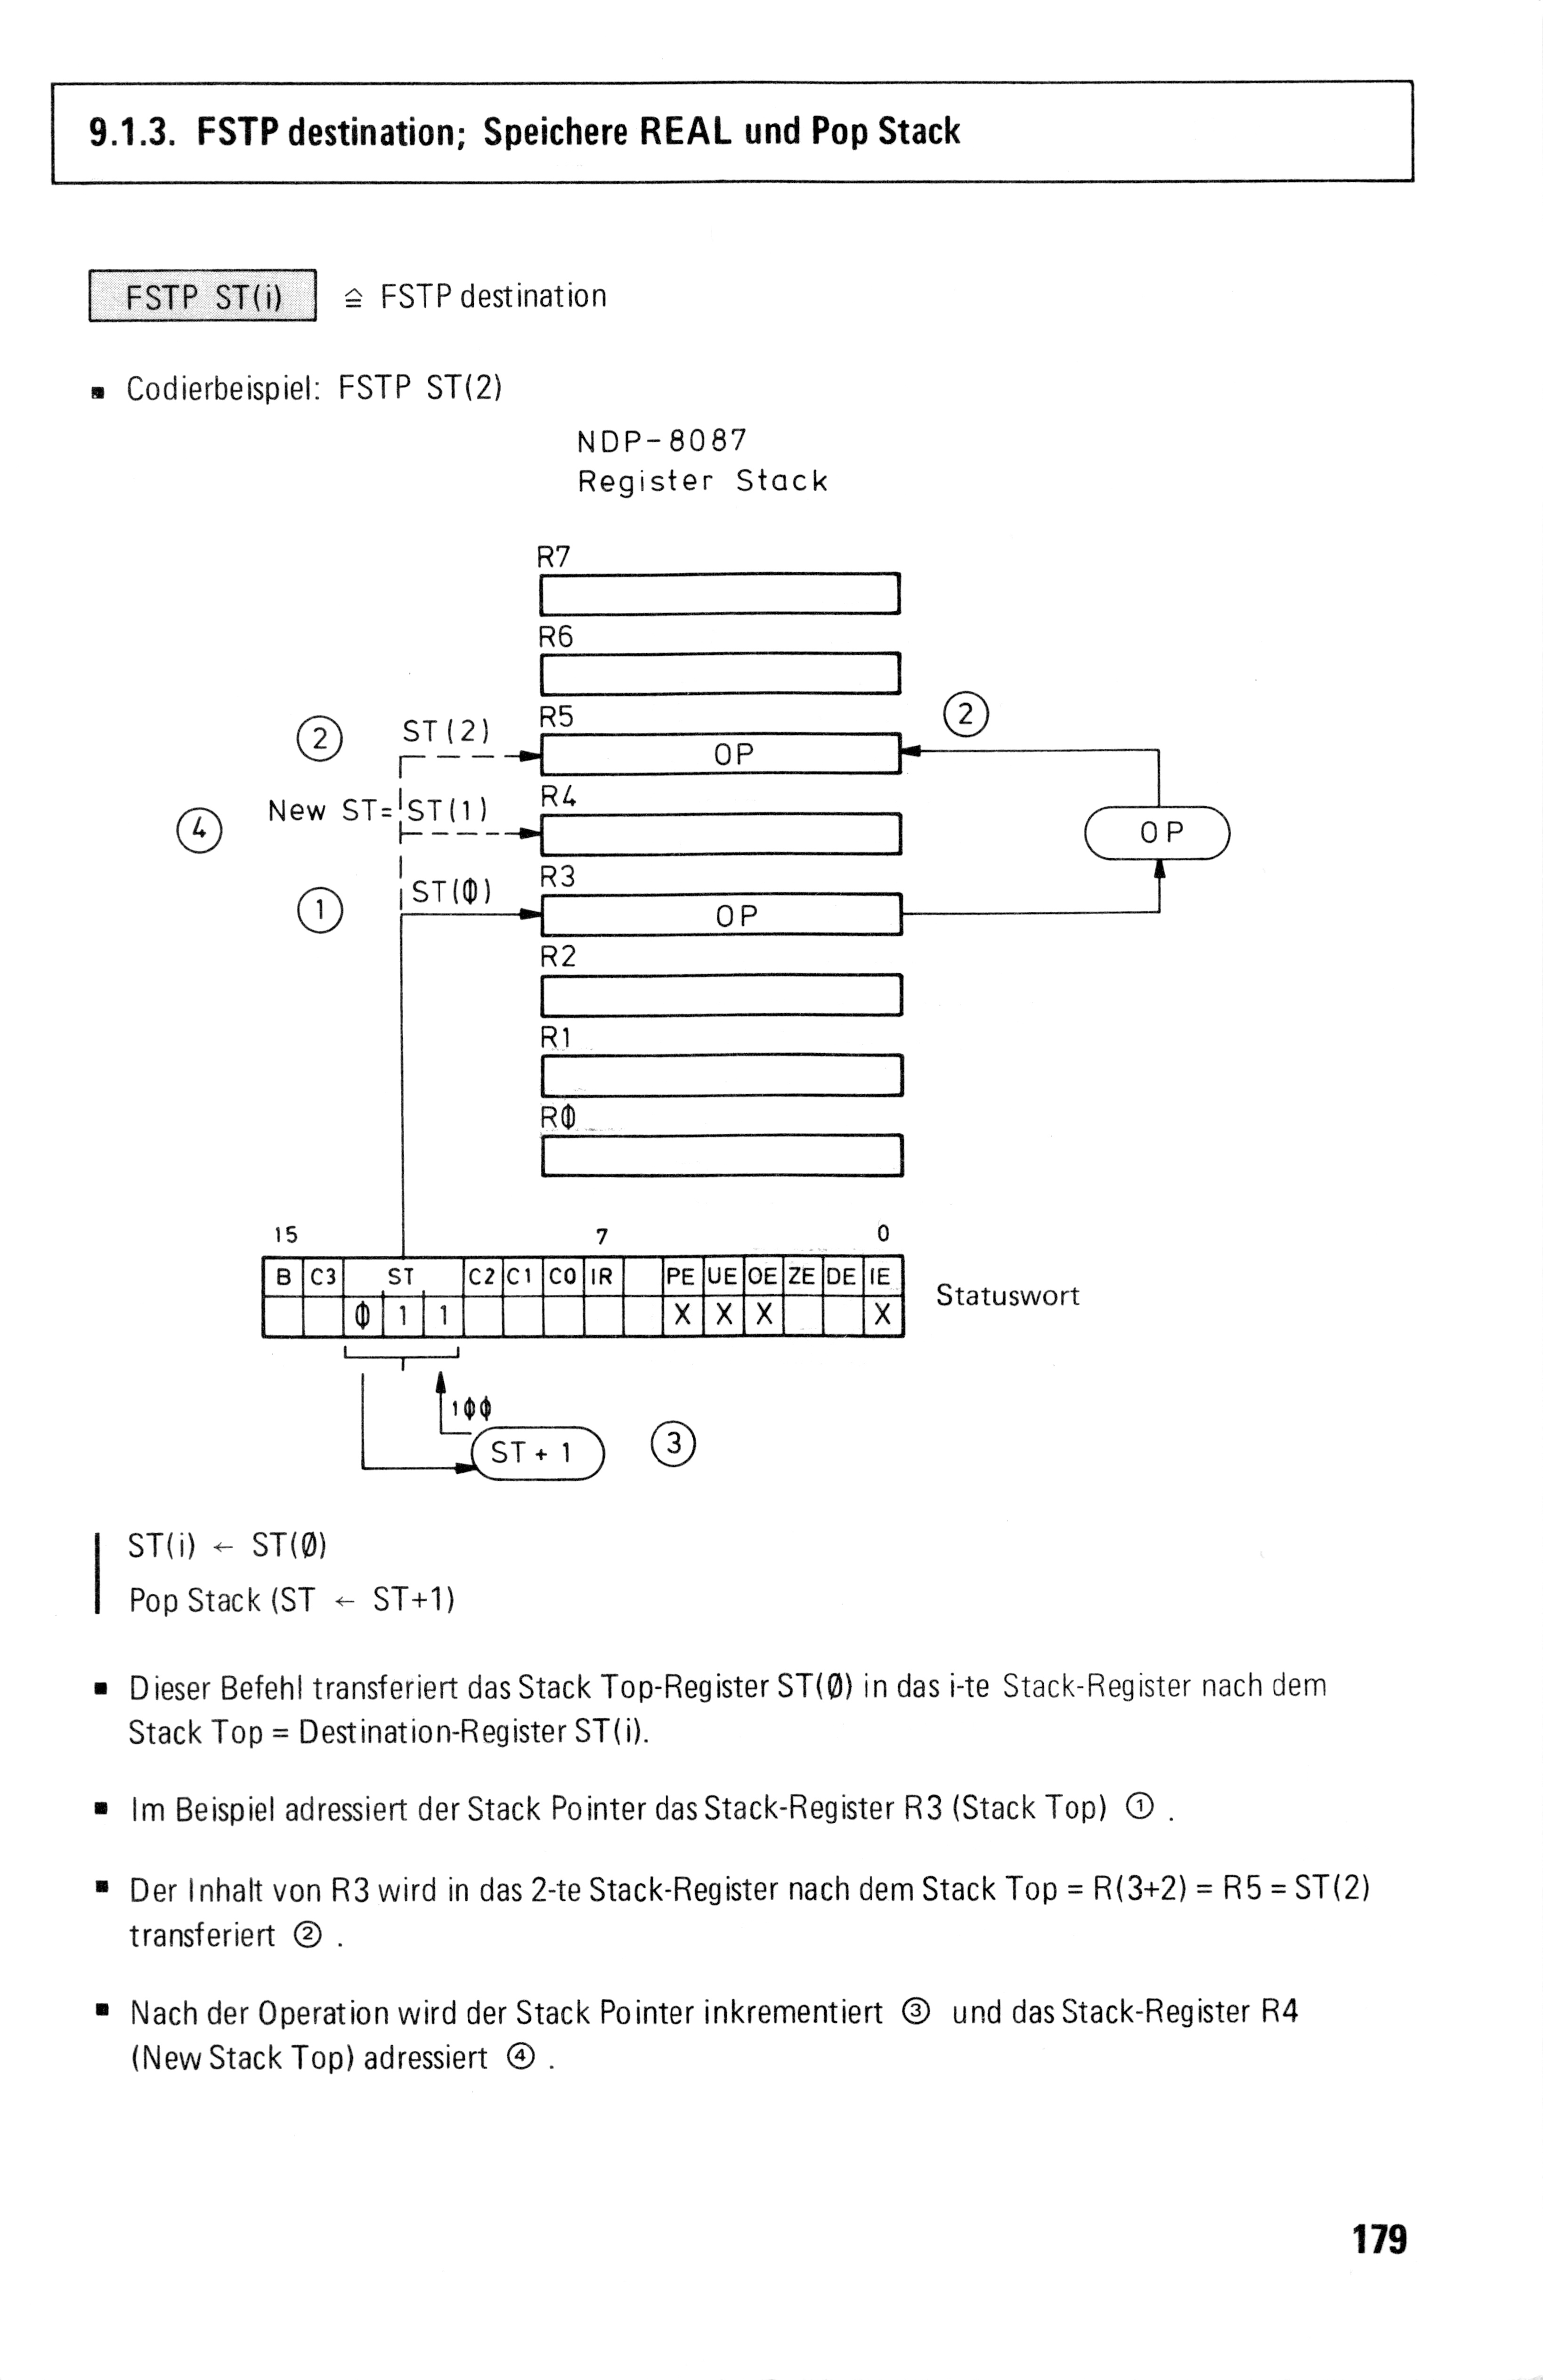 9.1.3. FSTP destination; Speichere REAL und Pop Stack
FSTP ST(i) ≙ FSTP destination
▪ Codierbeispiel: FSTP ST(2)
NDP-8087
Register Stack
R7
R6
② ST(2) R5 OP ②
④ New ST= ST(1) R4 OP
① ST(Ø) R3 OP
R2
R1
RØ
15 7 0
B C3 ST C2 C1 C0 IR PE UE OE ZE DE IE Statuswort
Ø 1 1 X X X X
1ØØ
ST + 1 ③
ST(i) ← ST(Ø)
Pop Stack (ST ← ST+1)
▪ Dieser Befehl transferiert das Stack Top-Register ST(Ø) in das i-te Stack-Register nach dem
Stack Top = Destination-Register ST(i).
▪ Im Beispiel adressiert der Stack Pointer das Stack-Register R3 (Stack Top) ① .
▪ Der Inhalt von R3 wird in das 2-te Stack-Register nach dem Stack Top = R(3+2) = R5 = ST(2)
transferiert ② .
▪ Nach der Operation wird der Stack Pointer inkrementiert ③ und das Stack-Register R4
(New Stack Top) adressiert ④ .
179